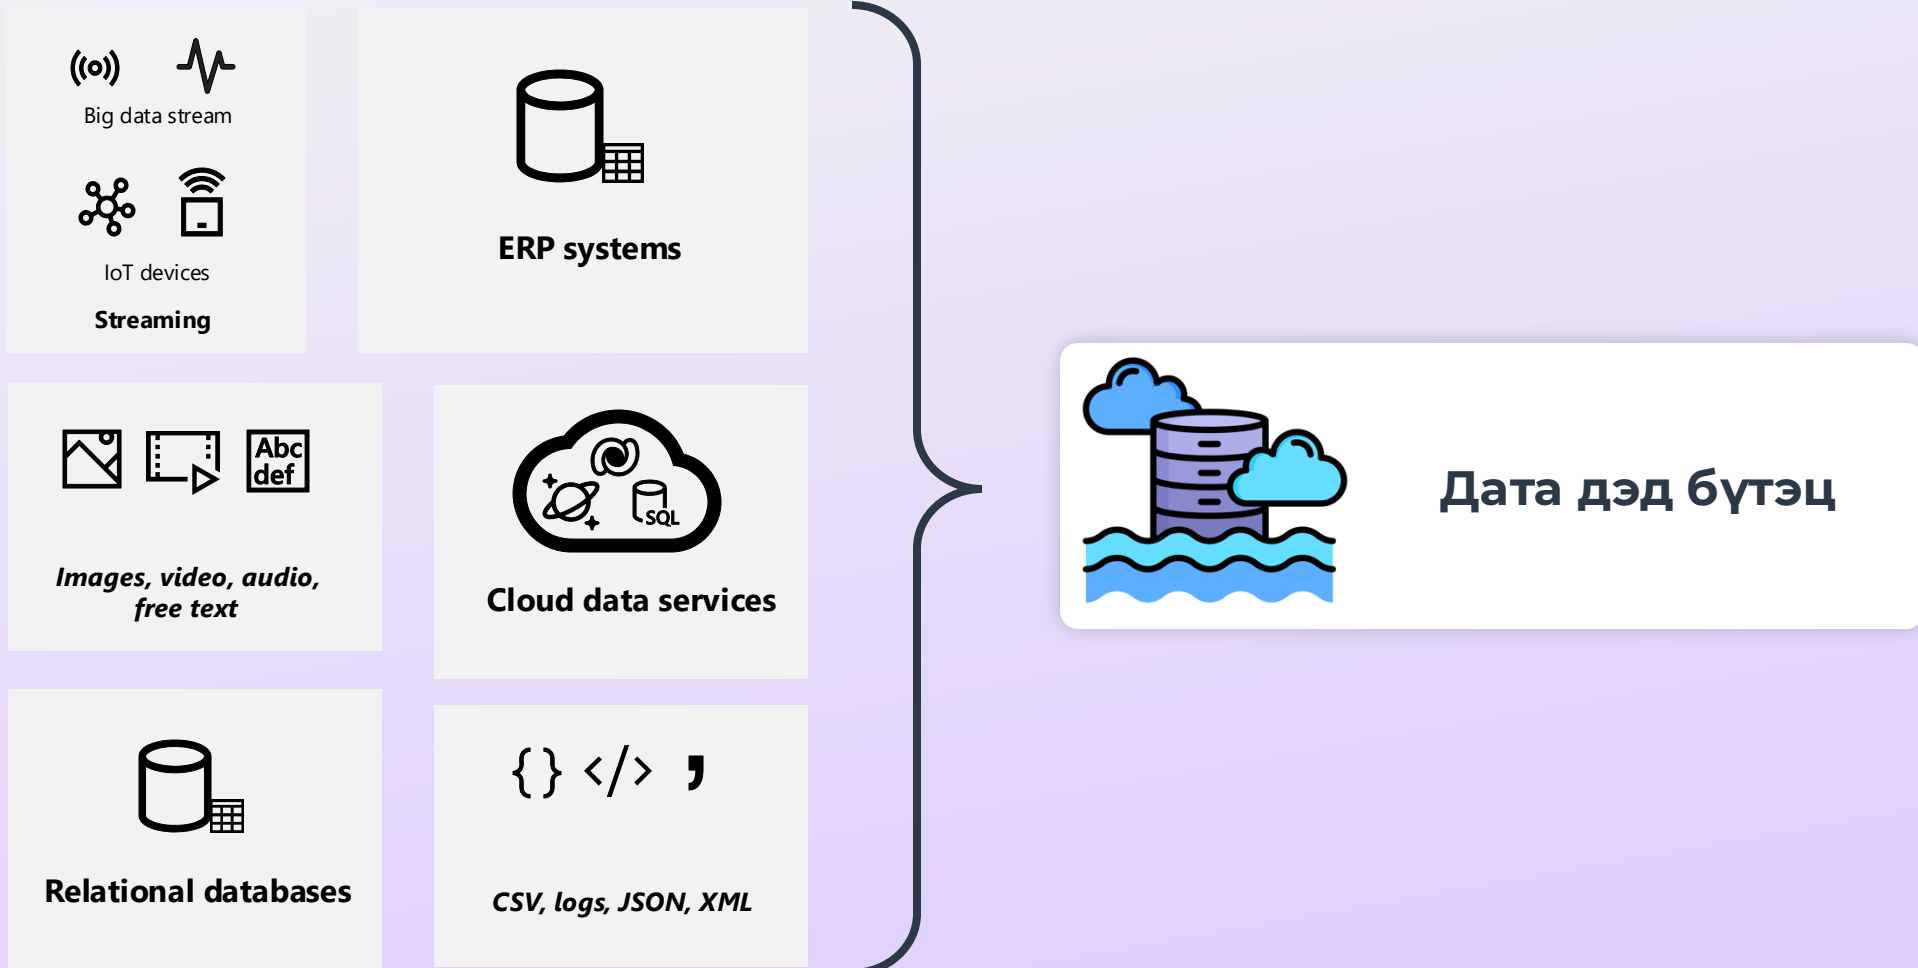 Big data stream
IoT devices
Streaming
ERP systems
Abc
def
Images, video, audio,
free text
SQL
Cloud data services
Relational databases
{} </> ,
CSV, logs, JSON, XML
Дата дэд бүтэц